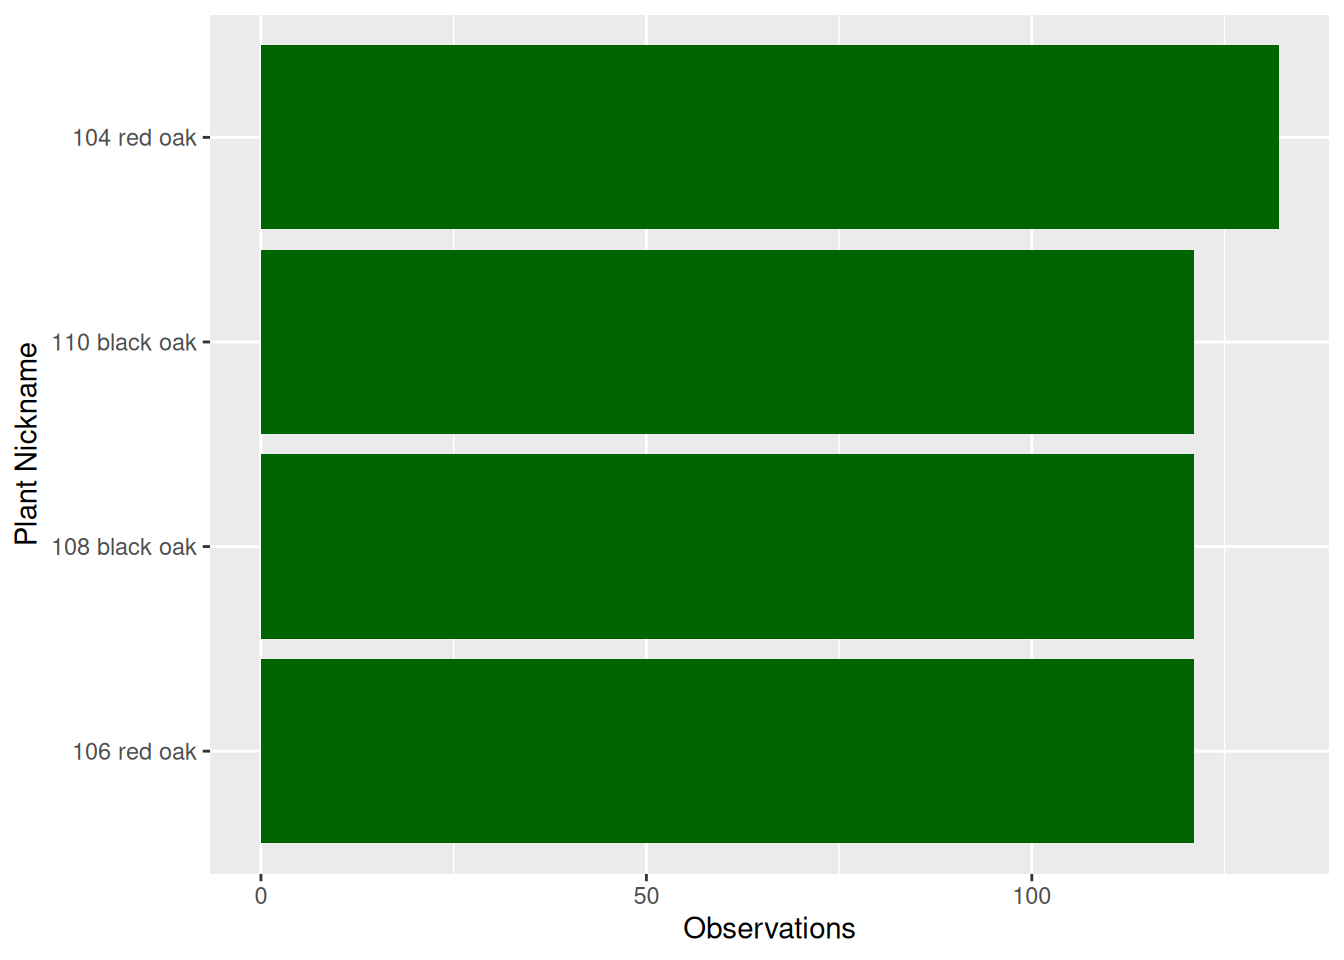 104 red oak
110 black oak
108 black oak
106 red oak
Plant Nickname
0 50 100
Observations